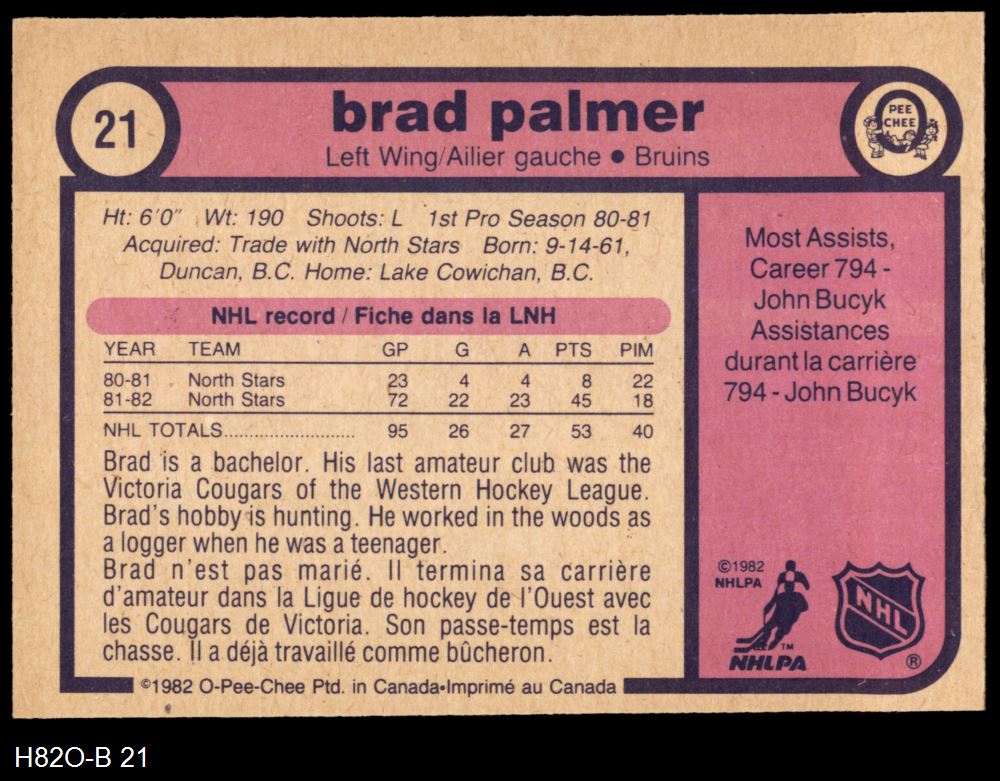 21
brad palmer
Left Wing/Ailier gauche ● Bruins
PEE
CHEE
Ht: 6'0" Wt: 190 Shoots: L 1st Pro Season 80-81
Acquired: Trade with North Stars Born: 9-14-61,
Duncan, B.C. Home: Lake Cowichan, B.C.
NHL record / Fiche dans la LNH
YEAR TEAM GP G A PTS PIM
80-81 North Stars 23 4 4 8 22
81-82 North Stars 72 22 23 45 18
NHL TOTALS........................... 95 26 27 53 40
Brad is a bachelor. His last amateur club was the
Victoria Cougars of the Western Hockey League.
Brad's hobby is hunting. He worked in the woods as
a logger when he was a teenager.
Brad n'est pas marié. Il termina sa carrière
d'amateur dans la Ligue de hockey de l'Ouest avec
les Cougars de Victoria. Son passe-temps est la
chasse. Il a déjà travaillé comme bûcheron.
Most Assists,
Career 794 -
John Bucyk
Assistances
durant la carrière
794 - John Bucyk
©1982
NHLPA
TM
NHLPA
NHL
®
©1982 O-Pee-Chee Ptd. in Canada•Imprimé au Canada
H82O-B 21